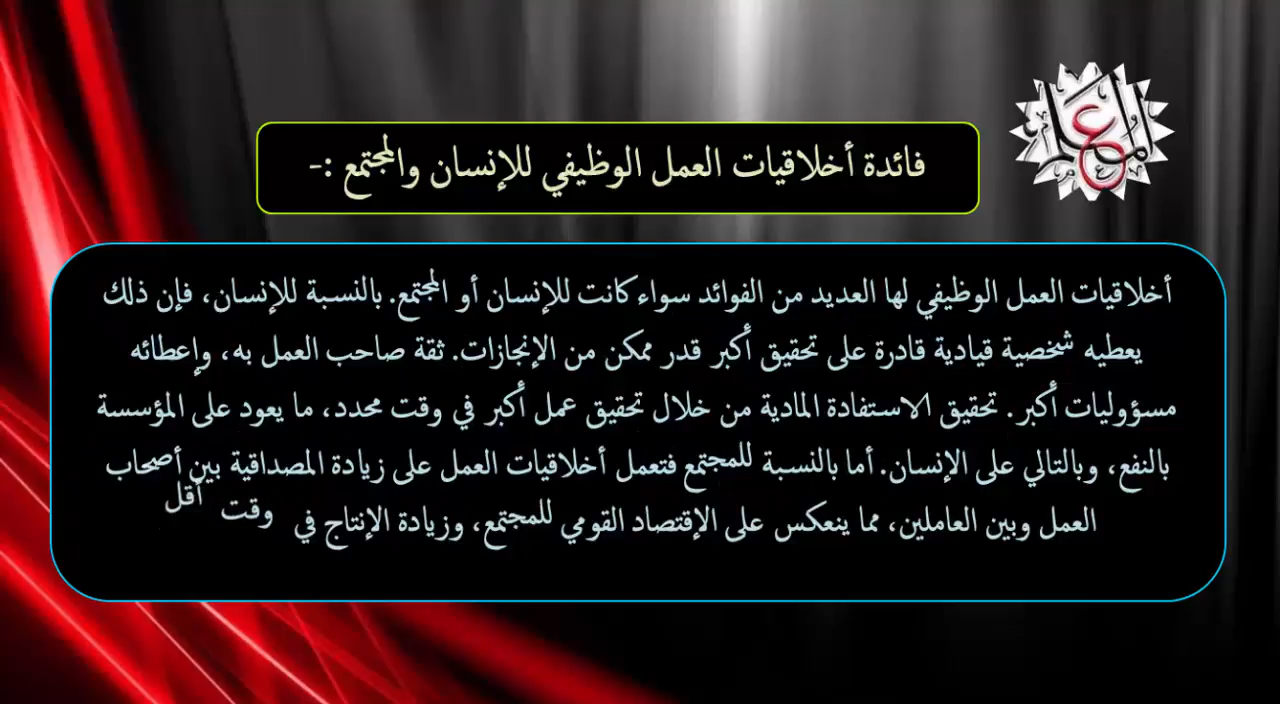 المعلم
فائدة أخلاقيات العمل الوظيفي للإنسان والمجتمع :-
أخلاقيات العمل الوظيفي لها العديد من الفوائد سواء كانت للإنسان أو المجتمع. بالنسبة للإنسان، فإن ذلك
يعطيه شخصية قيادية قادرة على تحقيق أكبر قدر ممكن من الإنجازات. ثقة صاحب العمل به، وإعطائه
مسؤوليات أكبر. تحقيق الاستفادة المادية من خلال تحقيق عمل أكبر في وقت محدد، ما يعود على المؤسسة
بالنفع، وبالتالي على الإنسان. أما بالنسبة للمجتمع فتعمل أخلاقيات العمل على زيادة المصداقية بين أصحاب
العمل وبين العاملين، مما ينعكس على الإقتصاد القومي للمجتمع، وزيادة الإنتاج في وقت أقل